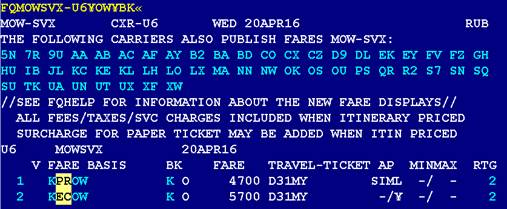 FQMOWSVX-U6¥OW¥BK«
MOW-SVX CXR-U6 WED 20APR16 RUB
THE FOLLOWING CARRIERS ALSO PUBLISH FARES MOW-SVX:
5N 7R 9U AA AB AC AF AY B2 BA BD CO CX CZ D9 DL EK EY FV FZ GH
HU IB JL KC KE KL LH LO LX MA NN NW OK OS OU PS QR R2 S7 SN SQ
SU TK UA UN UT UX XF XW
//SEE FQHELP FOR INFORMATION ABOUT THE NEW FARE DISPLAYS//
ALL FEES/TAXES/SVC CHARGES INCLUDED WHEN ITINERARY PRICED
SURCHARGE FOR PAPER TICKET MAY BE ADDED WHEN ITIN PRICED
U6 MOWSVX 20APR16
V FARE BASIS BK FARE TRAVEL-TICKET AP MINMAX RTG
1 KPROW K O 4700 D31MY SIML -/ - 2
2 KECOW K O 5700 D31MY -/¥ -/ - 2